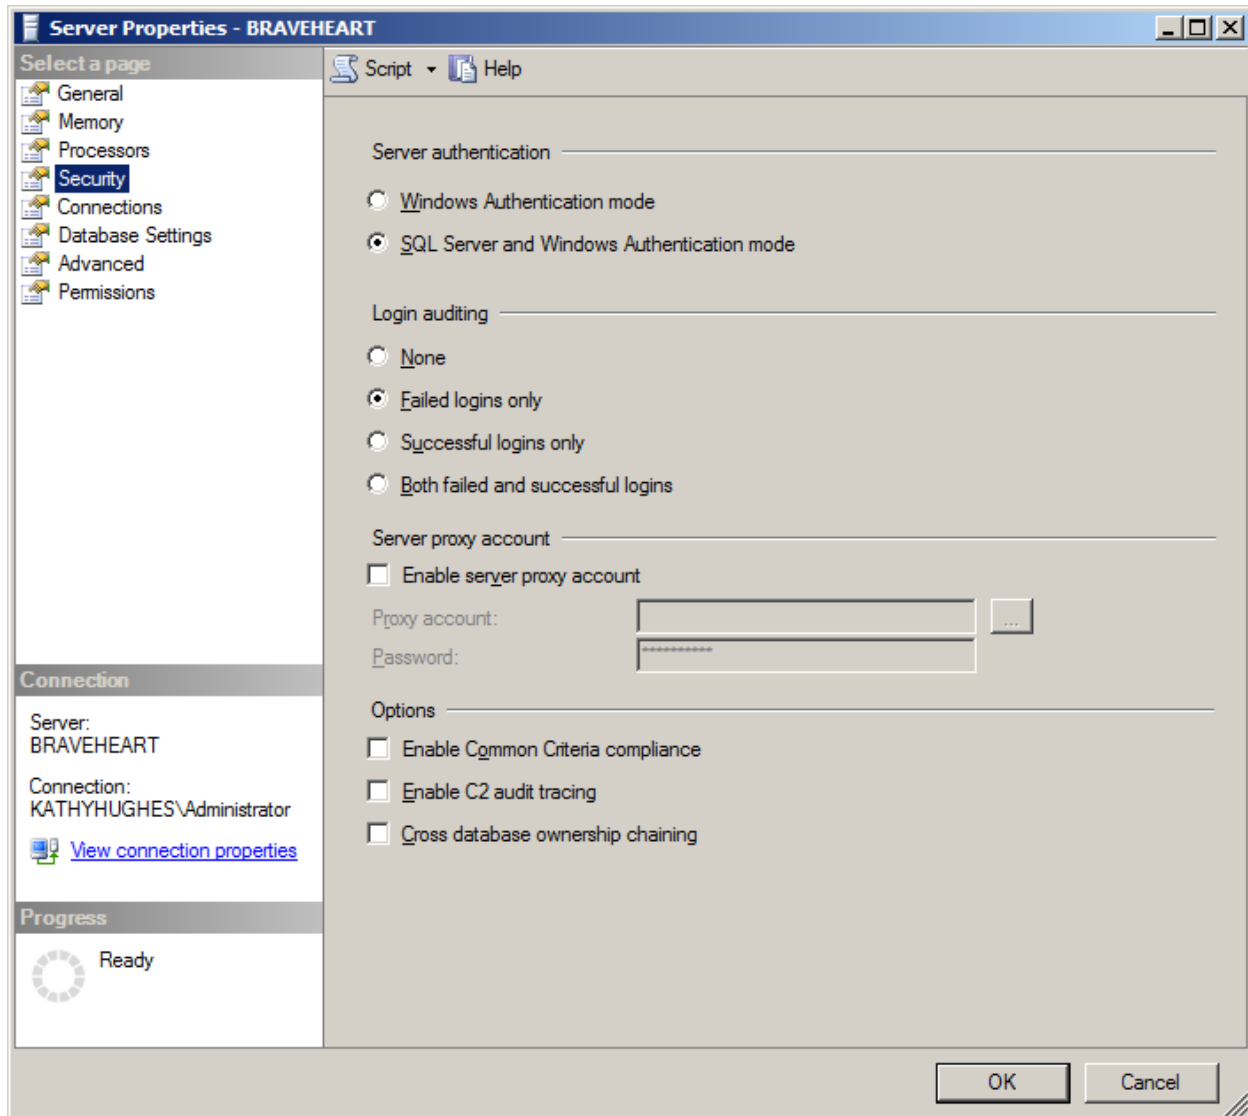 Server Properties - BRAVEHEART
Select a page
General
Memory
Processors
Security
Connections
Database Settings
Advanced
Permissions
Script
Help
Server authentication
Windows Authentication mode
SQL Server and Windows Authentication mode
Login auditing
None
Failed logins only
Successful logins only
Both failed and successful logins
Server proxy account
Enable server proxy account
Proxy account:
...
Password:
**********
Options
Enable Common Criteria compliance
Enable C2 audit tracing
Cross database ownership chaining
Connection
Server:
BRAVEHEART
Connection:
KATHYHUGHES\Administrator
View connection properties
Progress
Ready
OK
Cancel